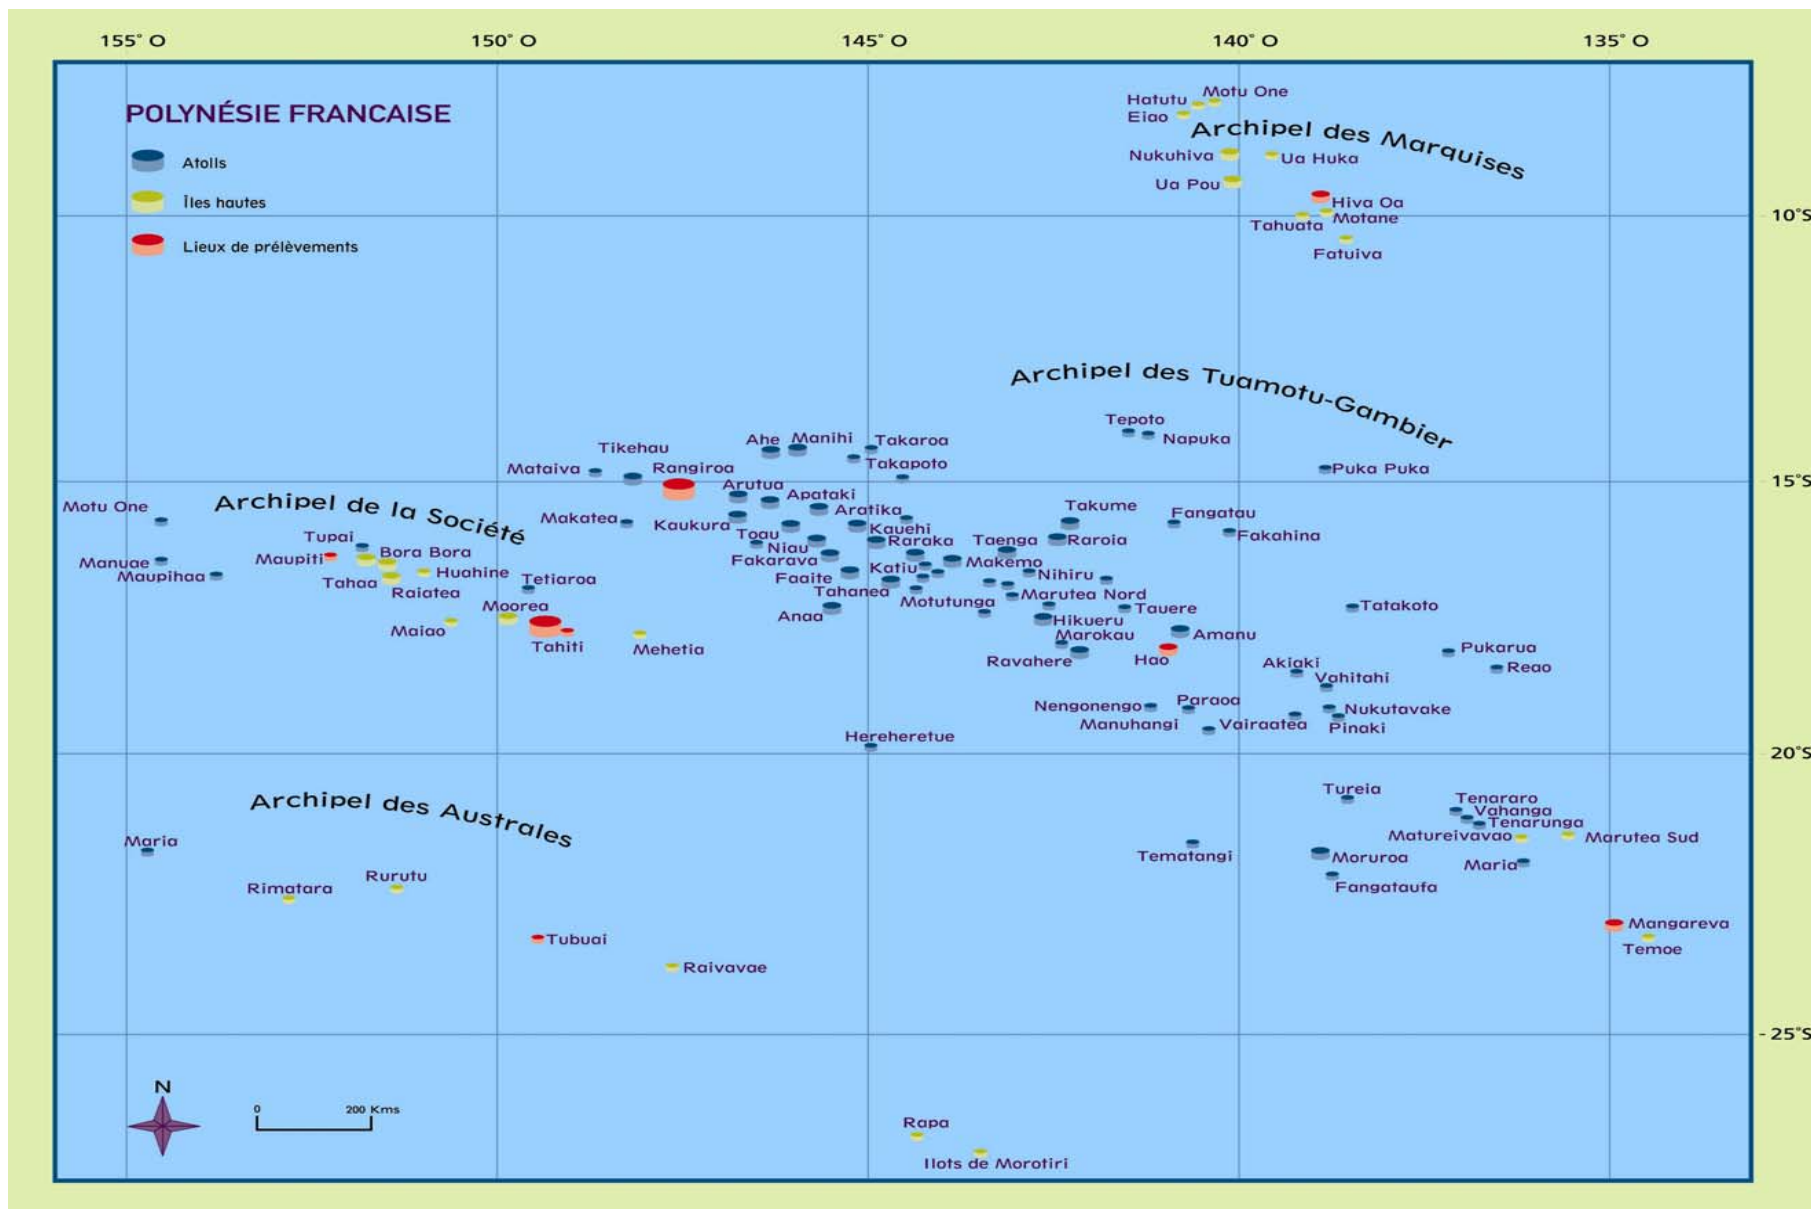 155° O
150° O
145° O
140° O
135° O
POLYNÉSIE FRANCAISE
Atolls
Îles hautes
Lieux de prélèvements
Motu One
Hatutu
Eiao
Archipel des Marquises
Nukuhiva
Ua Huka
Ua Pou
Hiva Oa
10°S
Motane
Tahuata
Fatuiva
Archipel des Tuamotu-Gambier
Tepoto
Napuka
Ahe
Manihi
Takaroa
Tikehau
Takapoto
Mataiva
Rangiroa
Puka Puka
15°S
Arutua
Apataki
Archipel de la Société
Motu One
Makatea
Kaukura
Aratika
Takume
Fangatau
Kauehi
Toau
Fakahina
Tupai
Niau
Raraka
Taenga
Raroia
Bora Bora
Maupiti
Manuae
Fakarava
Makemo
Maupihaa
Huahine
Tahaa
Tetiaroa
Faaite
Katiu
Nihiru
Raiatea
Tahanea
Marutea Nord
Motutunga
Moorea
Anaa
Tauere
Tatakoto
Hikueru
Maiao
Marokau
Amanu
Tahiti
Mehetia
Ravahere
Hao
Pukarua
Akiaki
Reao
Vahitahi
Nengonengo
Paraoa
Nukutavake
Manuhangi
Vairaatea
Pinaki
Hereheretue
20°S
Archipel des Australes
Tureia
Tenararo
Vahanga
Tenarunga
Maria
Matureivavao
Marutea Sud
Tematangi
Moruroa
Maria
Rurutu
Rimatara
Fangataufa
Mangareva
Tubuai
Temoe
Raivavae
- 25°S
N
0
200 Kms
Rapa
Ilots de Morotiri